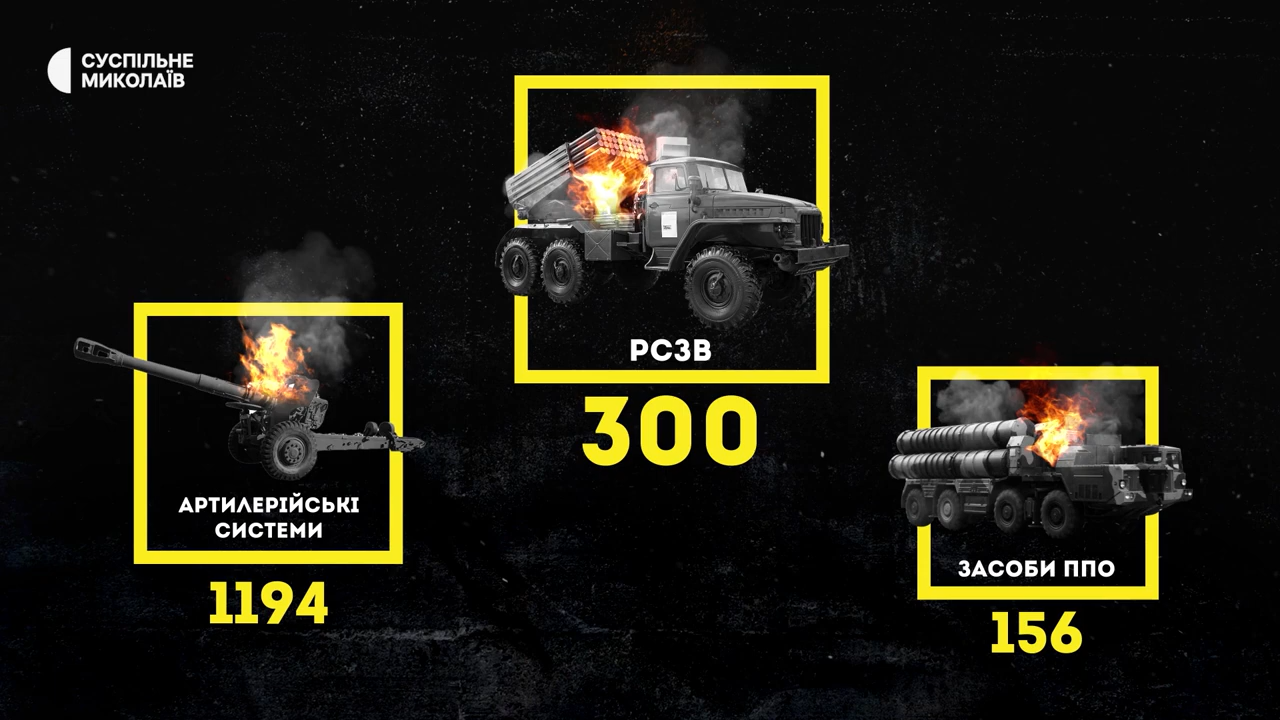 СУСПІЛЬНЕ
МИКОЛАЇВ
РСЗВ
300
АРТИЛЕРІЙСЬКІ
СИСТЕМИ
1194
ЗАСОБИ ППО
156